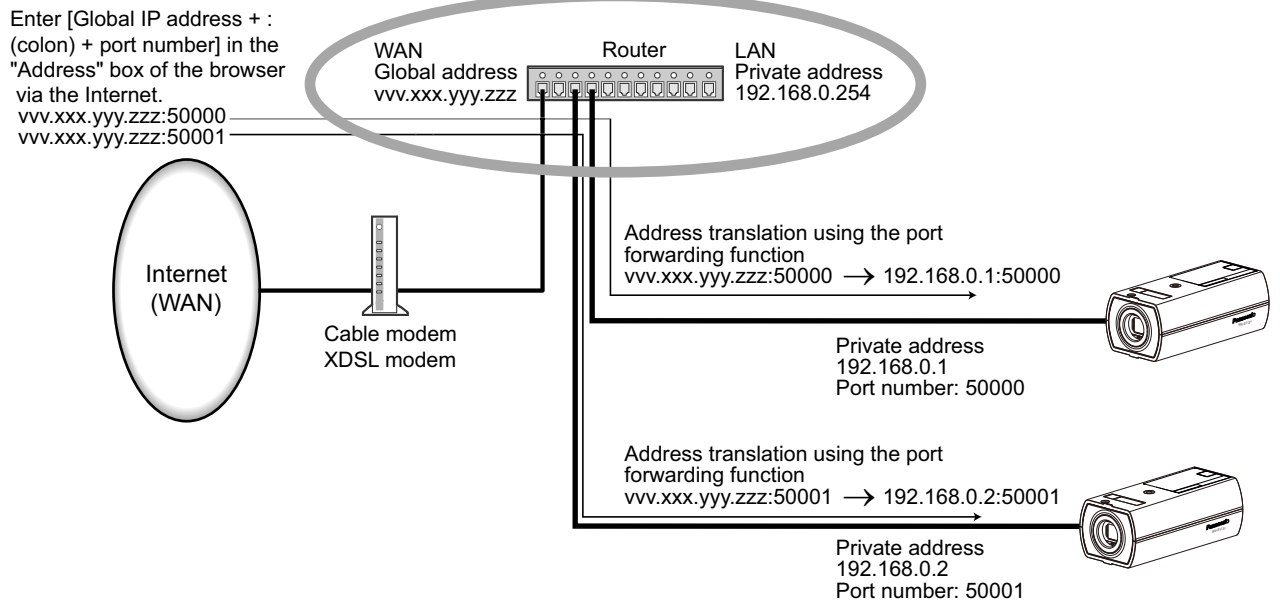 Enter [Global IP address + :
(colon) + port number] in the
"Address" box of the browser
via the Internet.
vvv.xxx.yyy.zzz:50000
vvv.xxx.yyy.zzz:50001
WAN
Global address
vvv.xxx.yyy.zzz
Router
LAN
Private address
192.168.0.254
Internet
(WAN)
Cable modem
XDSL modem
Address translation using the port
forwarding function
vvv.xxx.yyy.zzz:50000 → 192.168.0.1:50000
Panasonic
Private address
192.168.0.1
Port number: 50000
Address translation using the port
forwarding function
vvv.xxx.yyy.zzz:50001 → 192.168.0.2:50001
Panasonic
Private address
192.168.0.2
Port number: 50001